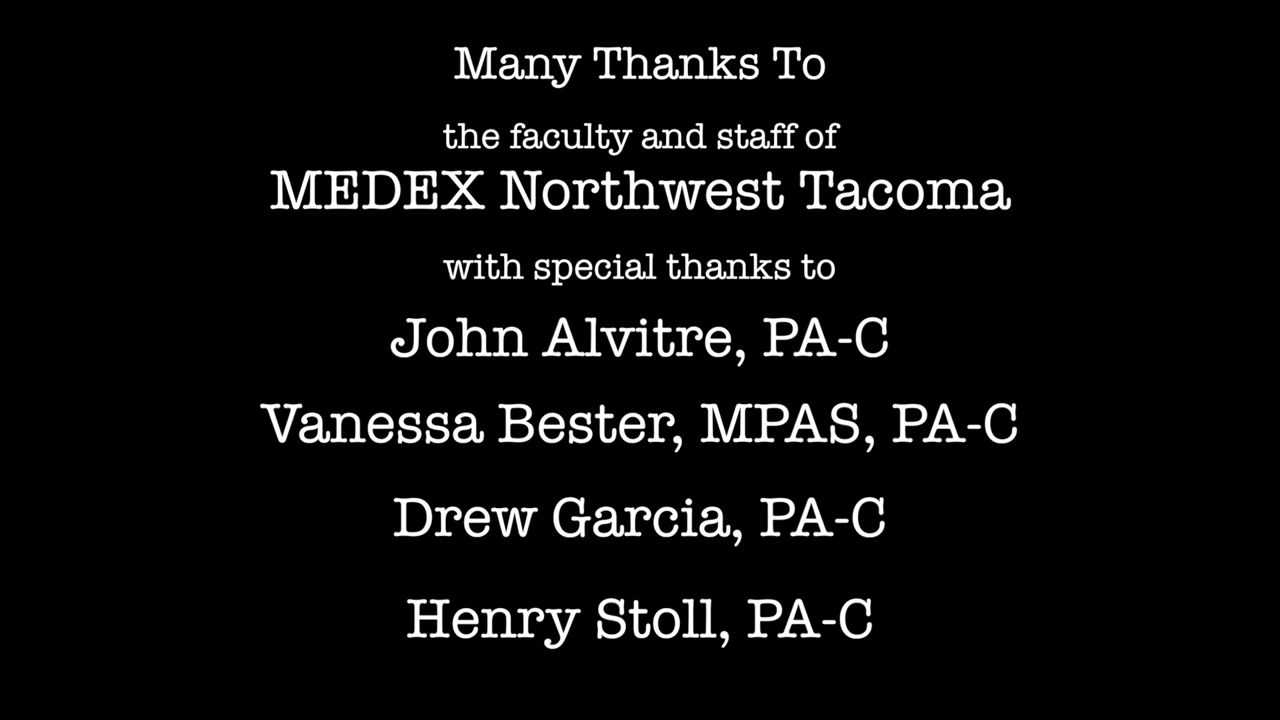 Many Thanks To
the faculty and staff of
MEDEX Northwest Tacoma
with special thanks to
John Alvitre, PA-C
Vanessa Bester, MPAS, PA-C
Drew Garcia, PA-C
Henry Stoll, PA-C